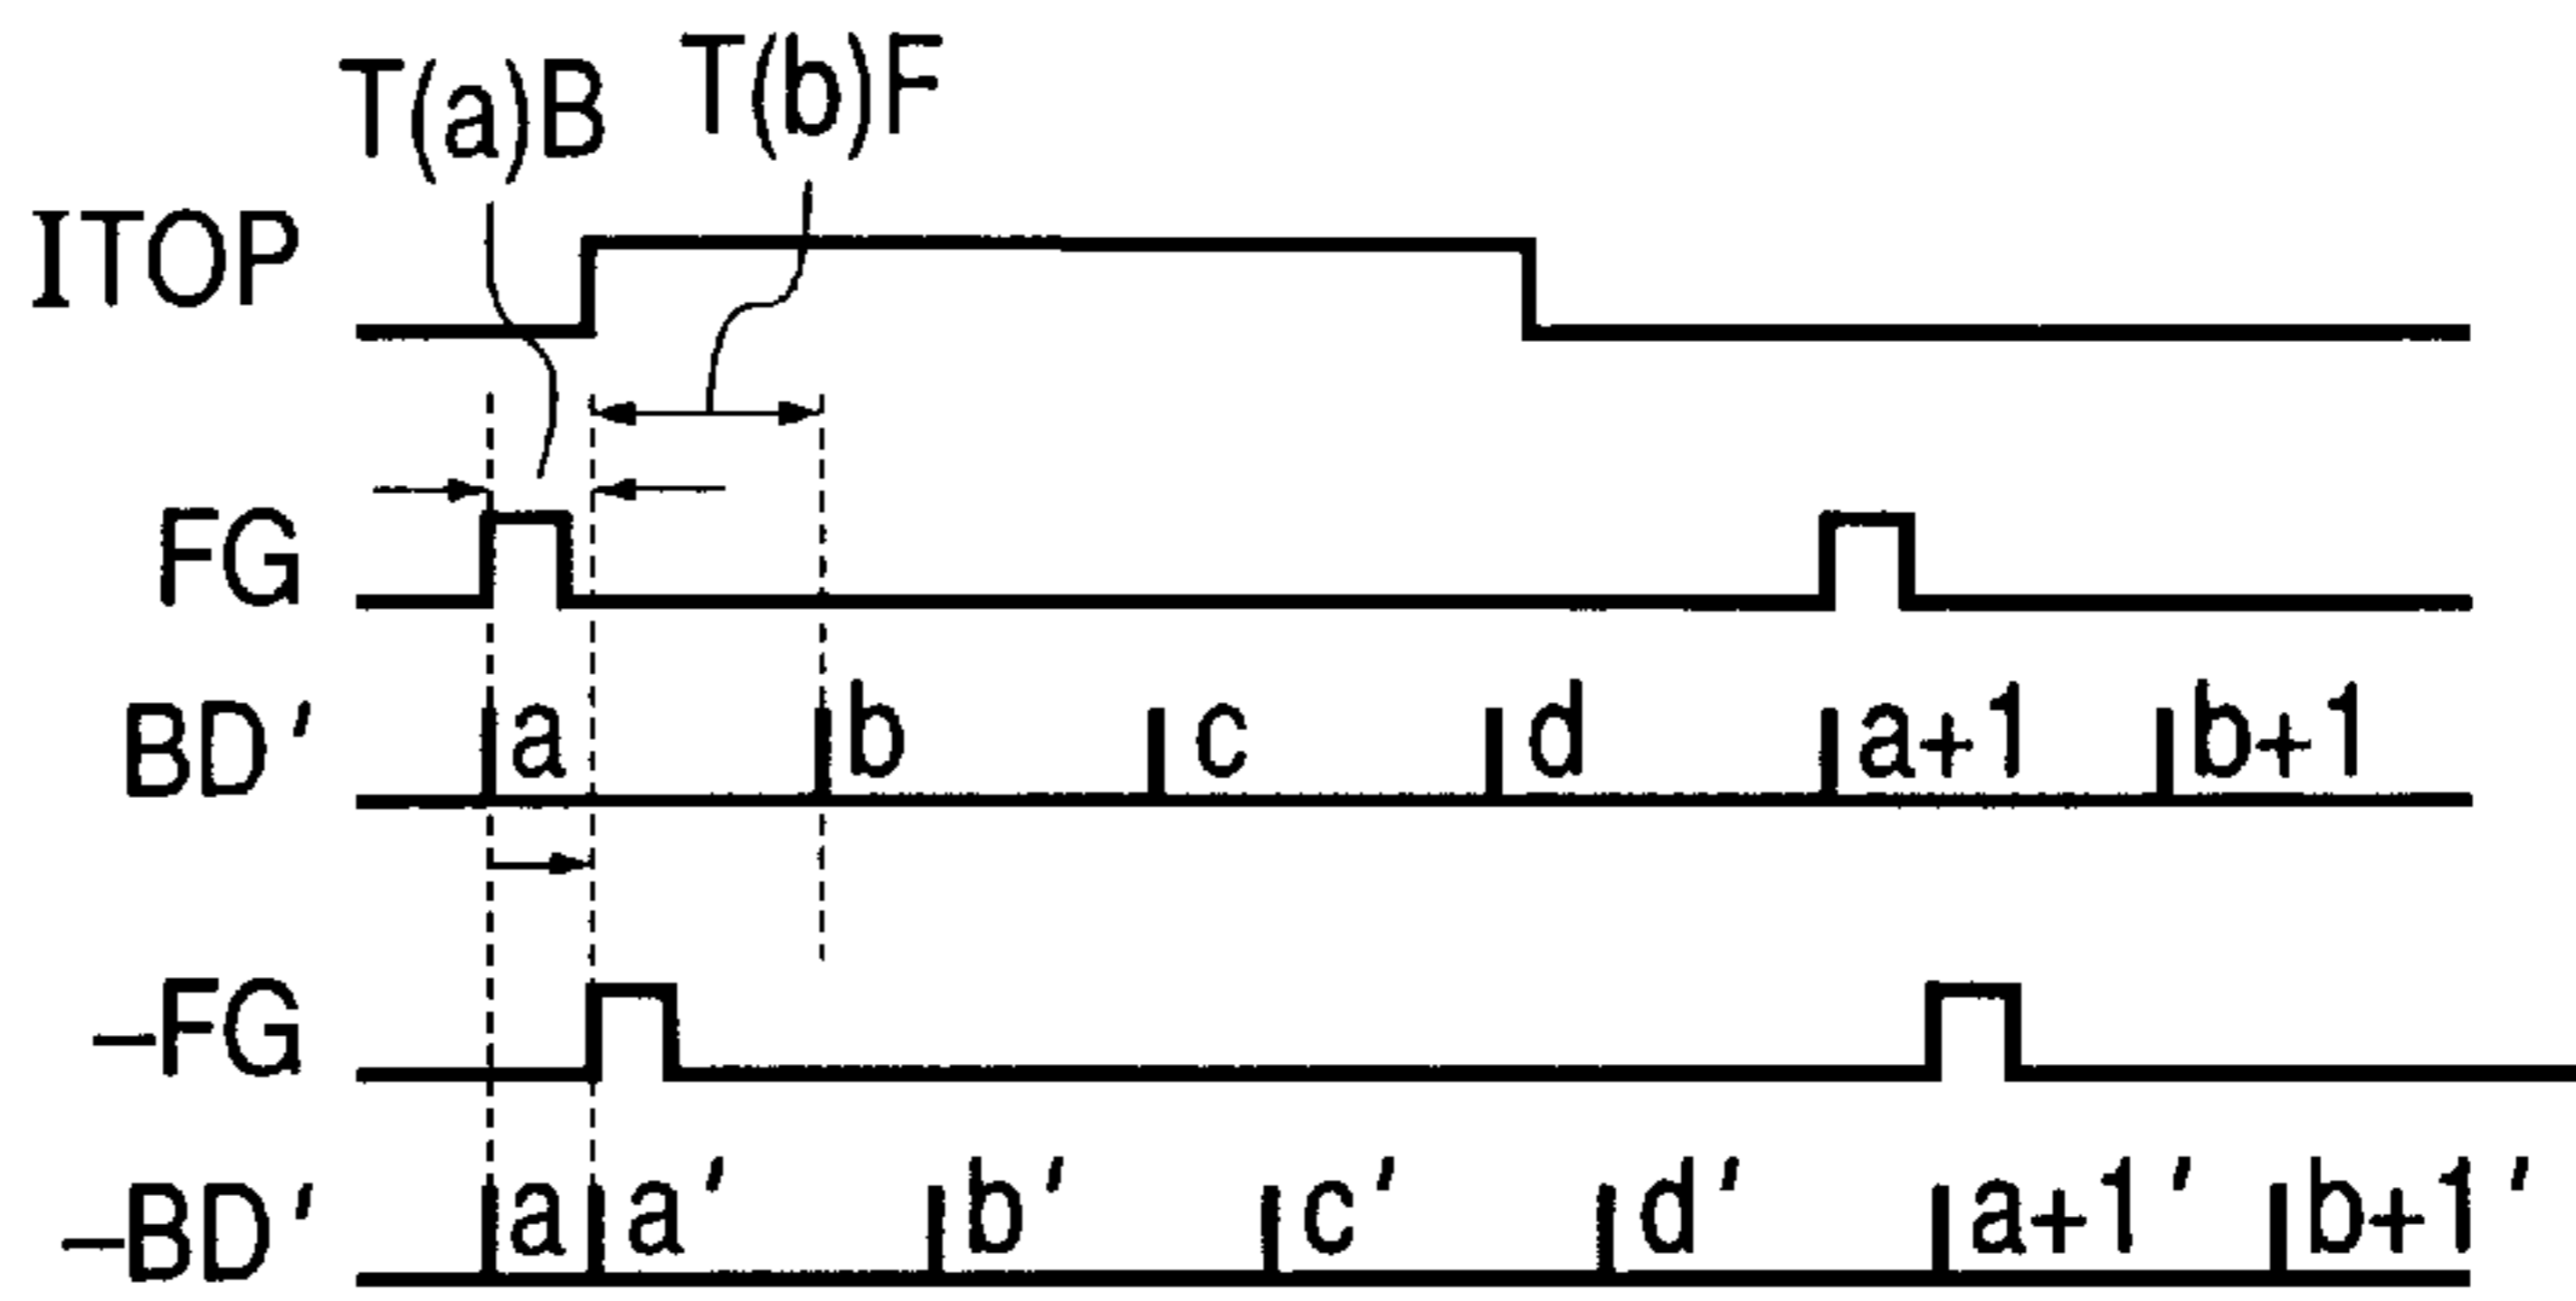 T(a)B T(b)F
ITOP
FG
BD' a b c d a+1 b+1
–FG
–BD' a a' b' c' d' a+1' b+1'